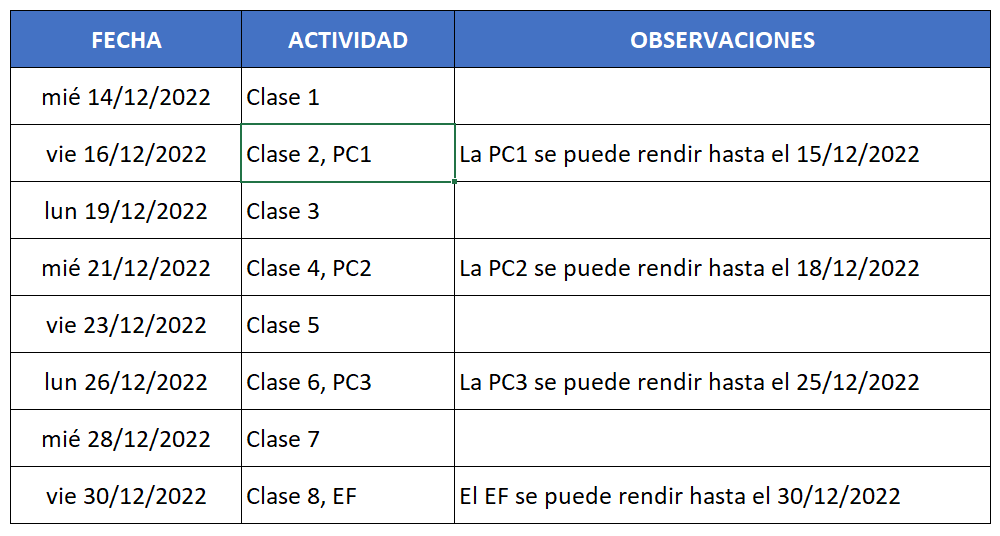 FECHA ACTIVIDAD OBSERVACIONES
mié 14/12/2022 Clase 1
vie 16/12/2022 Clase 2, PC1 La PC1 se puede rendir hasta el 15/12/2022
lun 19/12/2022 Clase 3
mié 21/12/2022 Clase 4, PC2 La PC2 se puede rendir hasta el 18/12/2022
vie 23/12/2022 Clase 5
lun 26/12/2022 Clase 6, PC3 La PC3 se puede rendir hasta el 25/12/2022
mié 28/12/2022 Clase 7
vie 30/12/2022 Clase 8, EF El EF se puede rendir hasta el 30/12/2022